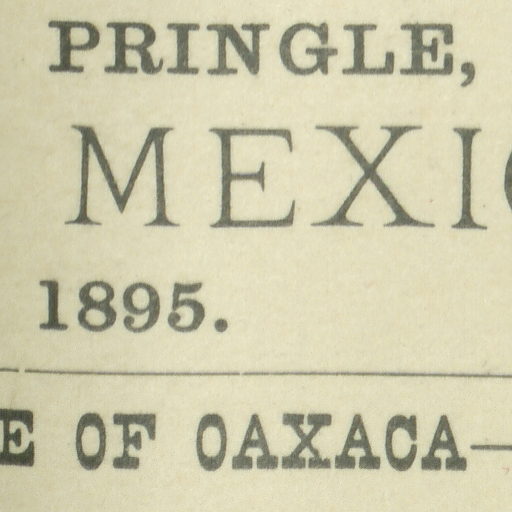 PRINGLE,
MEXIC
1895.
E OF OAXACA—